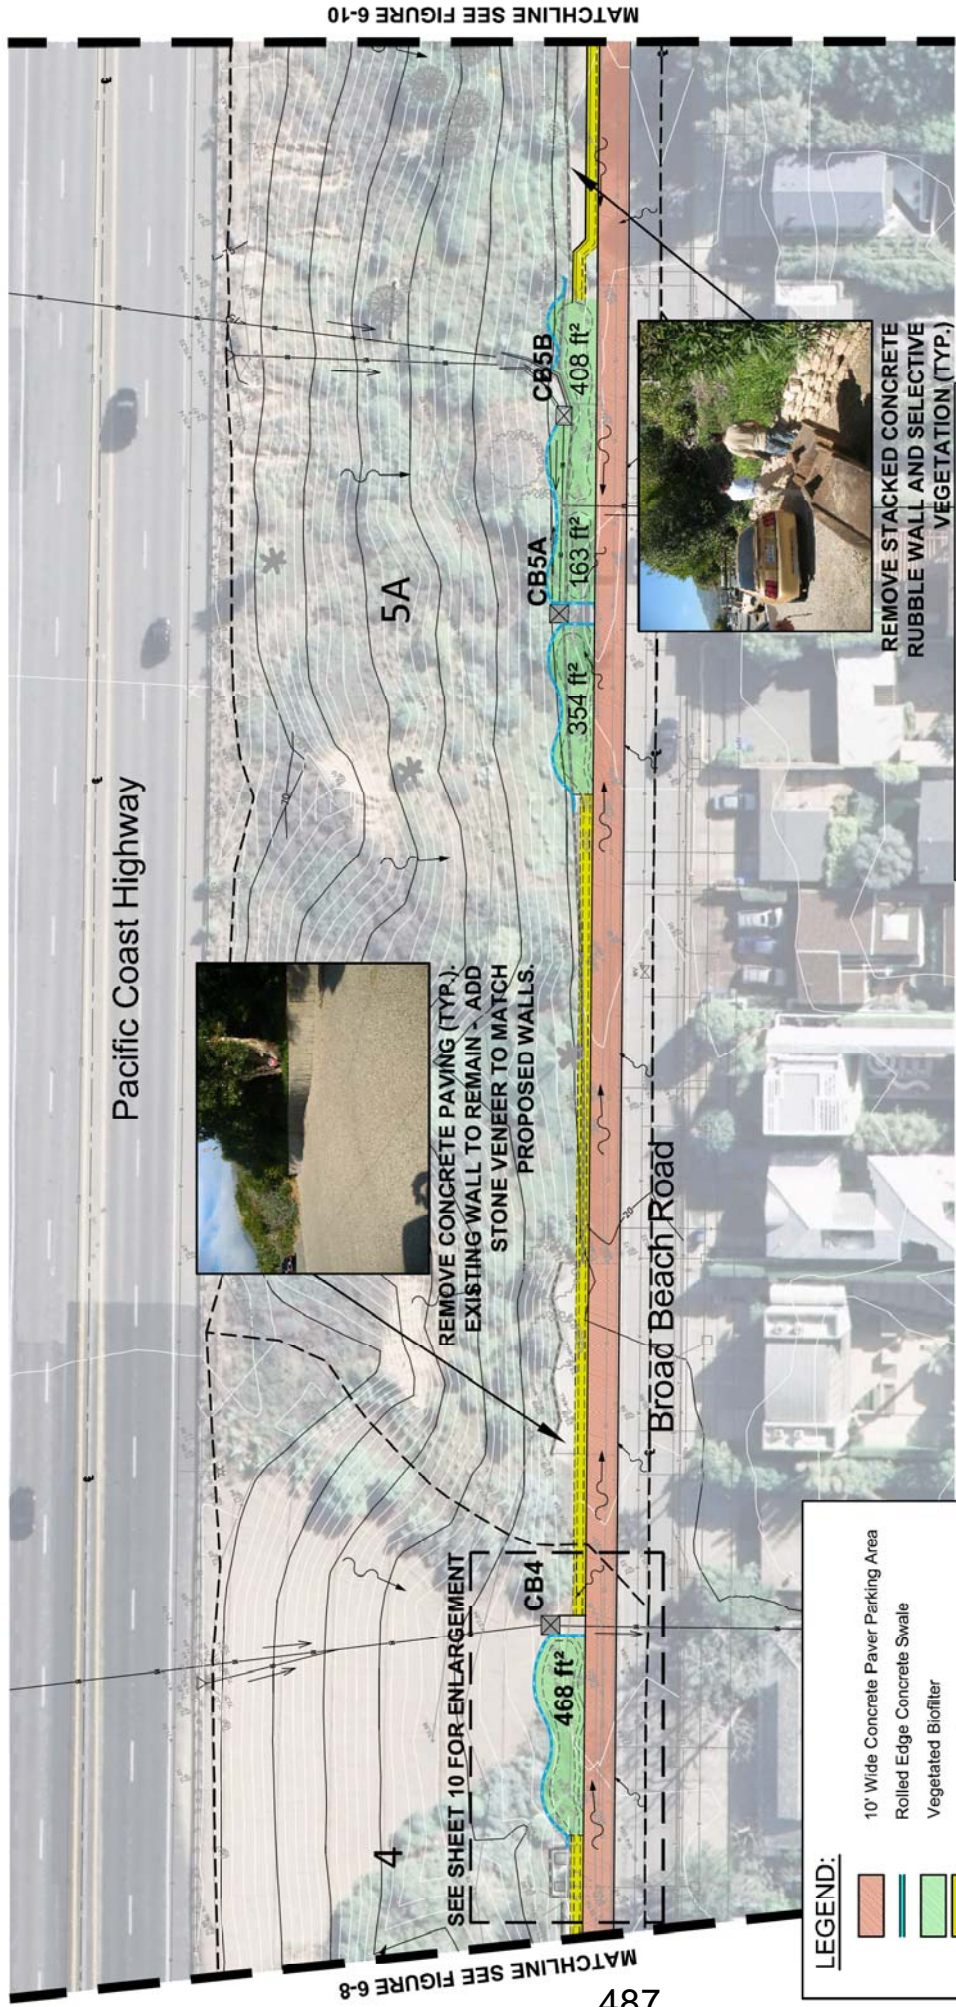 MATCHLINE SEE FIGURE 6-10
Pacific Coast Highway
5A
CB5B
408 ft²
CB5A
163 ft²
354 ft²
REMOVE STACKED CONCRETE
RUBBLE WALL AND SELECTIVE
VEGETATION (TYP.)
REMOVE CONCRETE PAVING (TYP.).
EXISTING WALL TO REMAIN - ADD
STONE VENEER TO MATCH
PROPOSED WALLS.
Broad Beach Road
20
70
SEE SHEET 10 FOR ENLARGEMENT
CB4
468 ft²
4
MATCHLINE SEE FIGURE 6-8
LEGEND:
10' Wide Concrete Paver Parking Area
Rolled Edge Concrete Swale
Vegetated Biofilter
487